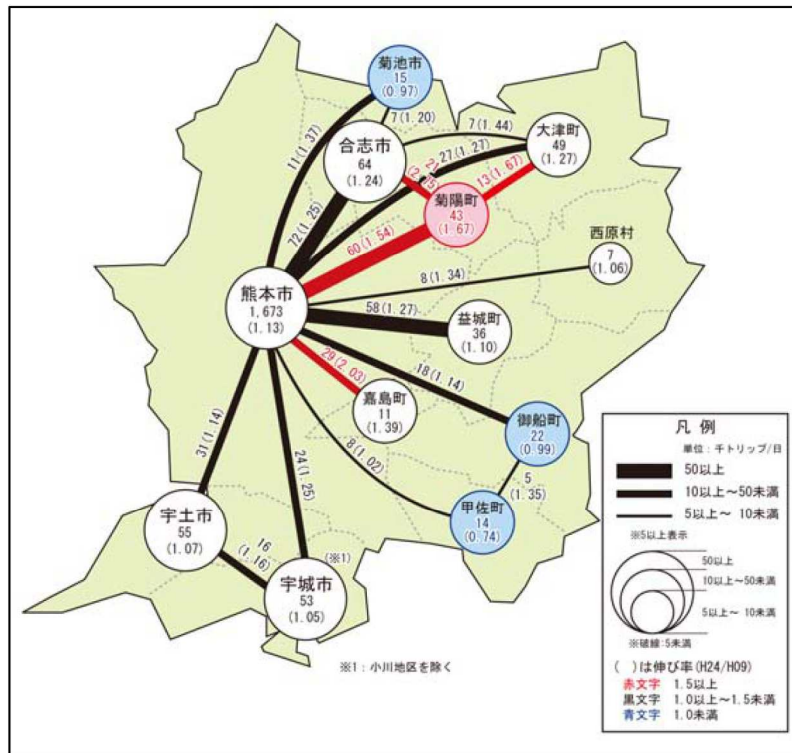 菊池市
15
(0.97)
7(1.20)
11(1.37)
合志市
64
(1.24)
7(1.44)
大津町
49
(1.27)
27(1.27)
21
(2.75)
13(1.67)
菊陽町
43
(1.67)
72(1.25)
60(1.54)
西原村
7
(1.06)
8(1.34)
熊本市
1,673
(1.13)
58(1.27)
益城町
36
(1.10)
29(2.03)
18(1.14)
嘉島町
11
(1.39)
御船町
22
(0.99)
31(1.14)
24(1.25)
8(1.02)
5
(1.35)
甲佐町
14
(0.74)
宇土市
55
(1.07)
16
(1.16)
宇城市
53
(1.05)
(※1)
※1：小川地区を除く
凡 例
単位：千トリップ/日
50以上
10以上～50未満
5以上～ 10未満
※5以上表示
50以上
10以上～50未満
5以上～ 10未満
※破線：5未満
( )は伸び率(H24/H09)
赤文字 1.5以上
黒文字 1.0以上～1.5未満
青文字 1.0未満